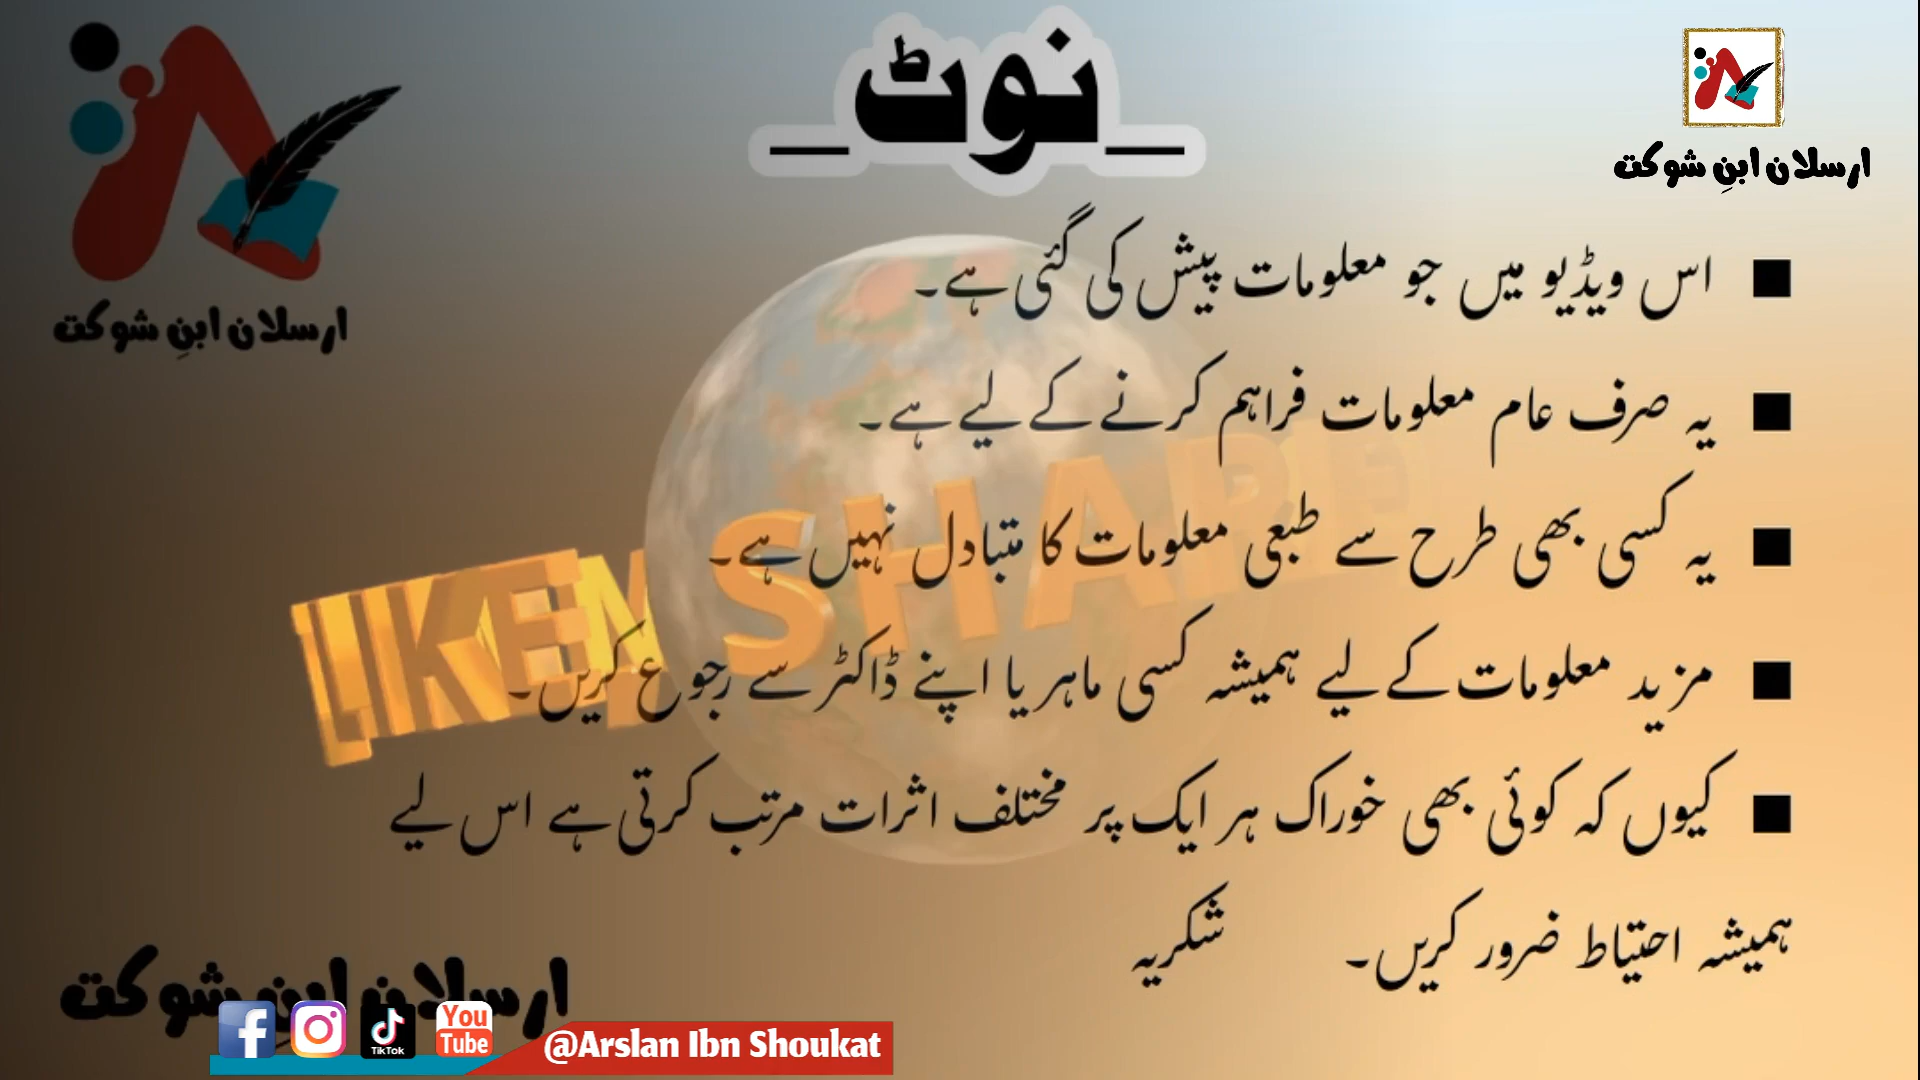 _نوٹ_
ارسلان ابنِ شوکت
ارسلان ابنِ شوکت
■ اس ویڈیو میں جو معلومات پیش کی گئی ہے۔
■ یہ صرف عام معلومات فراہم کرنے کے لیے ہے۔
■ یہ کسی بھی طرح سے طبعی معلومات کا متبادل نہیں ہے۔
■ مزید معلومات کے لیے ہمیشہ کسی ماہر یا اپنے ڈاکٹر سے رجوع کریں۔
■ کیوں کہ کوئی بھی خوراک ہر ایک پر مختلف اثرات مرتب کرتی ہے اس لیے
ہمیشہ احتیاط ضرور کریں۔ شکریہ
LIKE SHARE
ارسلان ابنِ شوکت
TikTok
You
Tube
@Arslan Ibn Shoukat